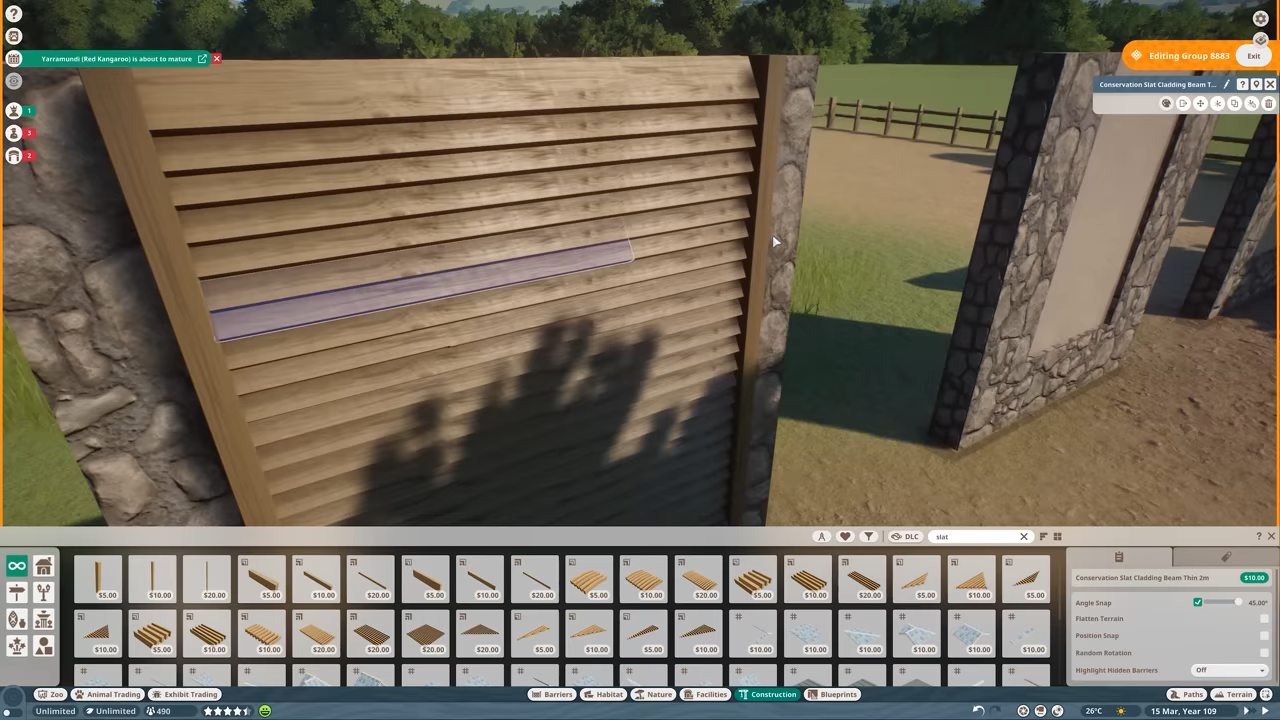 Yarramundi (Red Kangaroo) is about to mature
Editing Group 8883
Exit
Conservation Slat Cladding Beam T...
1
3
2
DLC
slat
$5.00 $10.00 $20.00 $5.00 $10.00 $20.00 $5.00 $10.00 $20.00 $5.00 $10.00 $20.00 $5.00 $10.00 $20.00 $5.00 $10.00 $5.00
$10.00 $5.00 $10.00 $10.00 $20.00 $20.00 $20.00 $20.00 $5.00 $10.00 $5.00 $10.00 $10.00 $10.00 $10.00 $10.00 $10.00 $10.00
Conservation Slat Cladding Beam Thin 2m $10.00
Angle Snap 45.00°
Flatten Terrain
Position Snap
Random Rotation
Highlight Hidden Barriers Off
Zoo Animal Trading Exhibit Trading Barriers Habitat Nature Facilities Construction Blueprints Paths Terrain
Unlimited Unlimited 490 26°C 15 Mar, Year 109